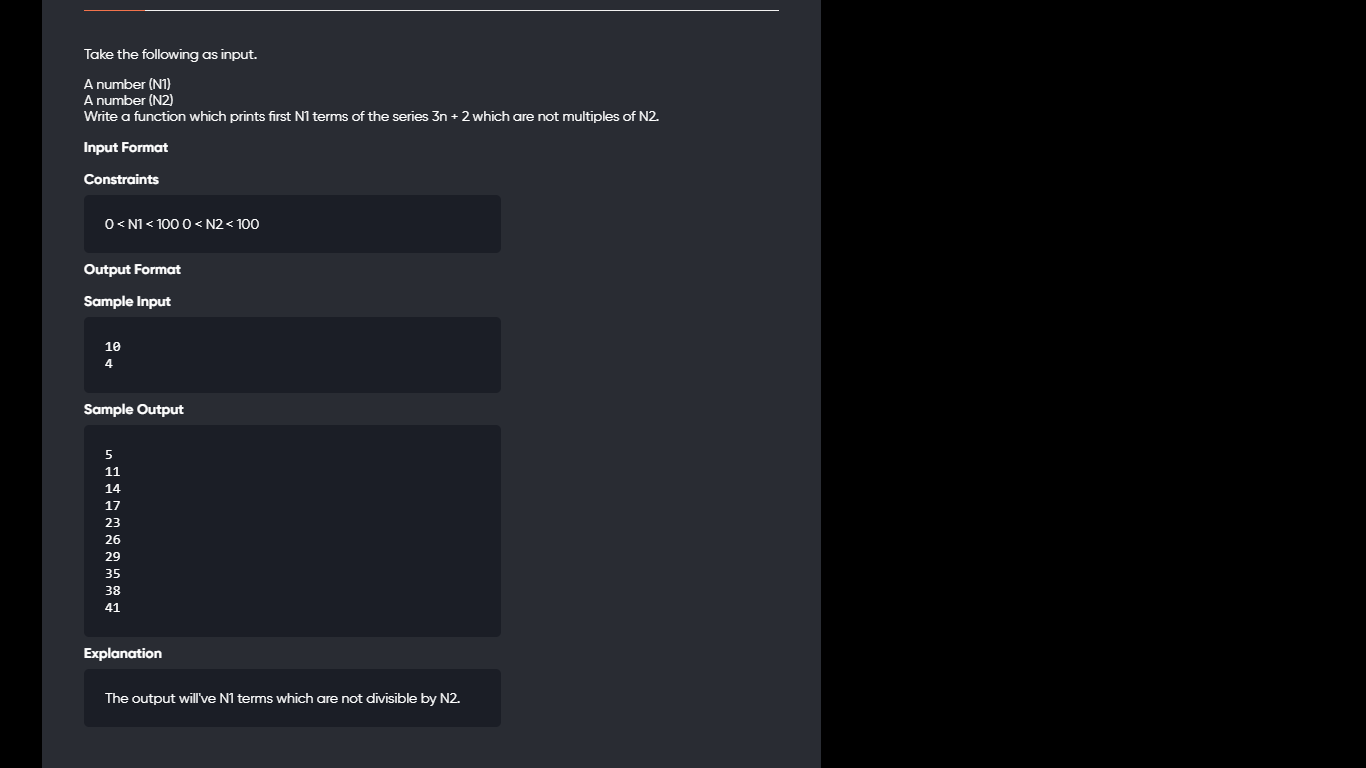 Take the following as input.
A number (N1)
A number (N2)
Write a function which prints first N1 terms of the series 3n + 2 which are not multiples of N2.
Input Format
Constraints
0 < N1 < 100 0 < N2 < 100
Output Format
Sample Input
10
4
Sample Output
5
11
14
17
23
26
29
35
38
41
Explanation
The output will've N1 terms which are not divisible by N2.